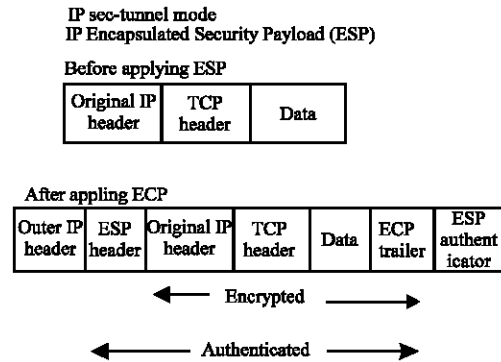 IP sec-tunnel mode
IP Encapsulated Security Payload (ESP)
Before applying ESP
Original IP header
TCP header
Data
After appling ECP
Outer IP header
ESP header
Original IP header
TCP header
Data
ECP trailer
ESP authent icator
Encrypted
Authenticated